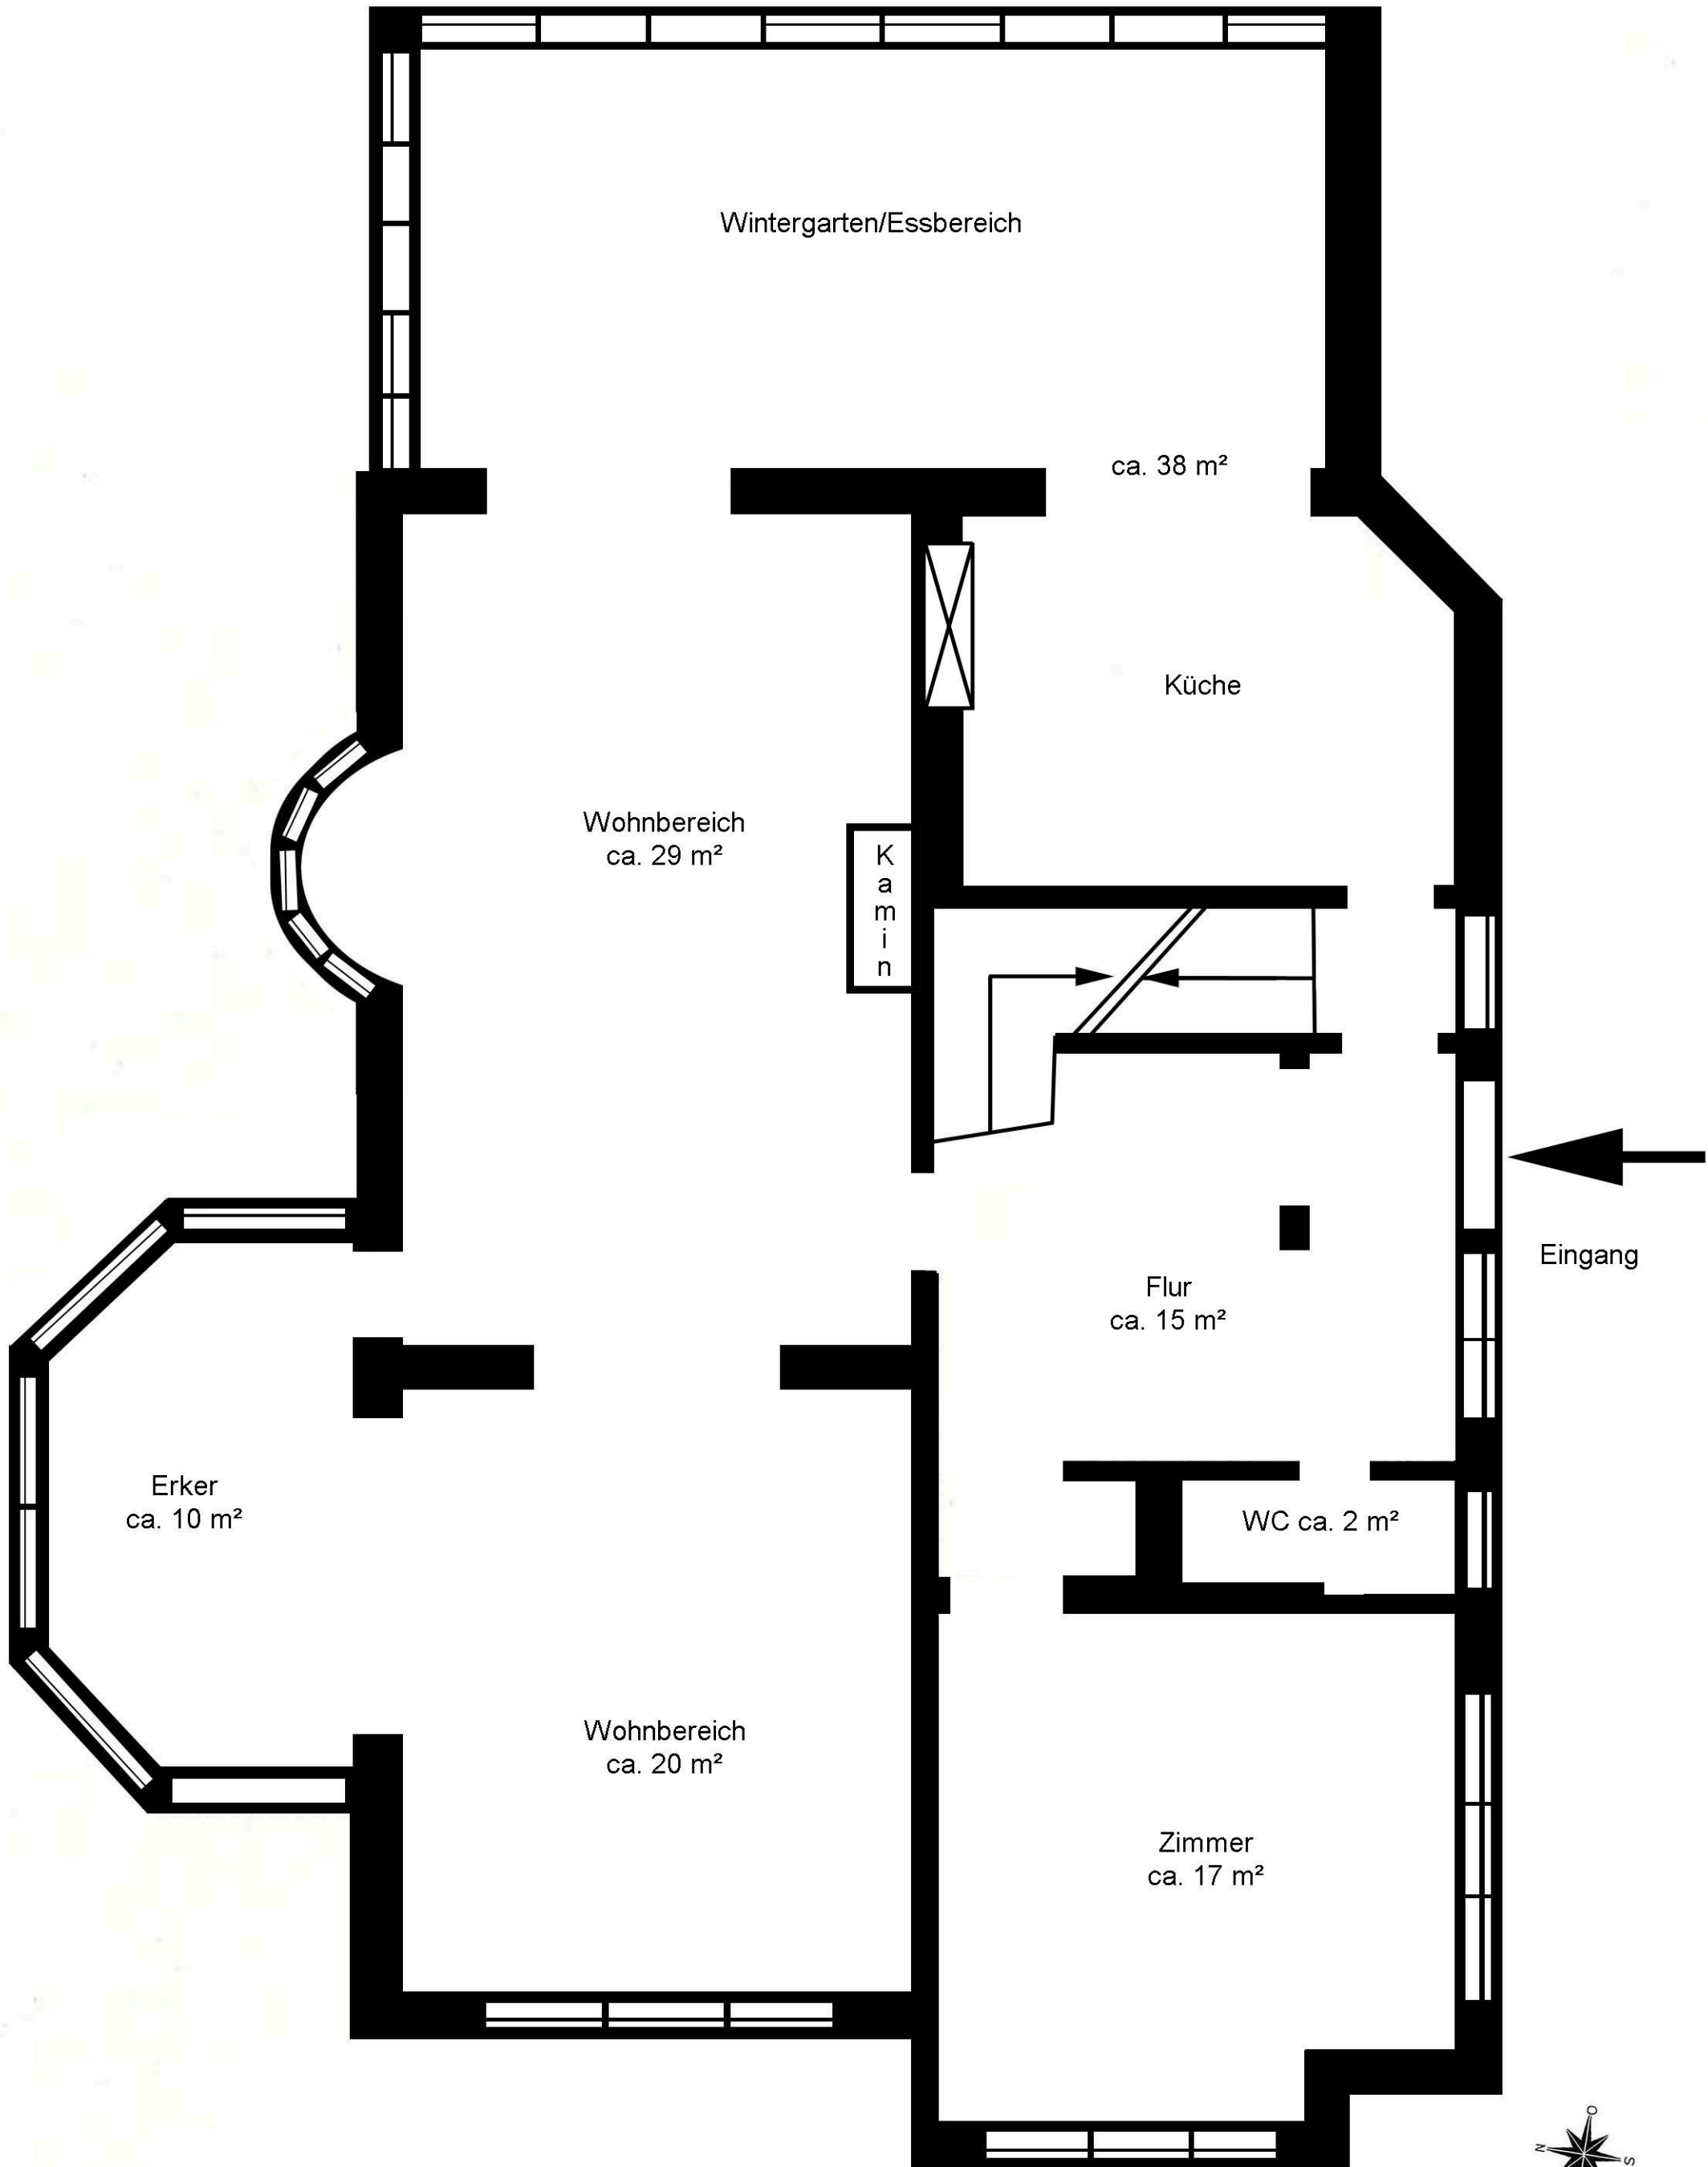 Wintergarten/Essbereich
ca. 38 m²
Küche
Wohnbereich
ca. 29 m²
Kamin
Eingang
Flur
ca. 15 m²
Erker
ca. 10 m²
WC ca. 2 m²
Wohnbereich
ca. 20 m²
Zimmer
ca. 17 m²
O
N
S